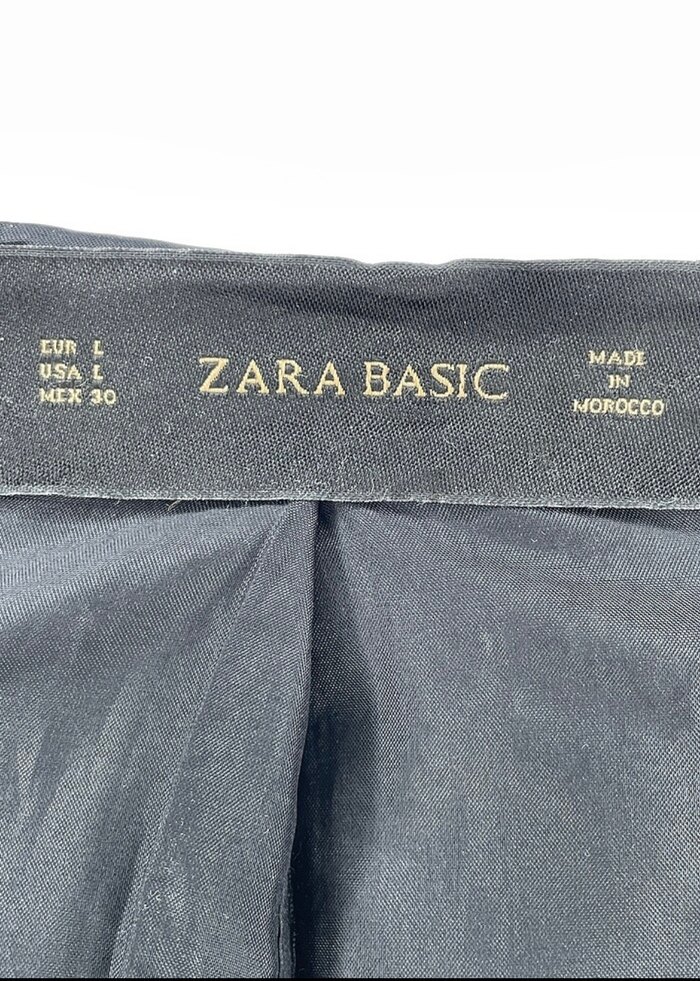 EUR L
USA L
MEX 30
ZARA BASIC
MADE
IN
MOROCCO